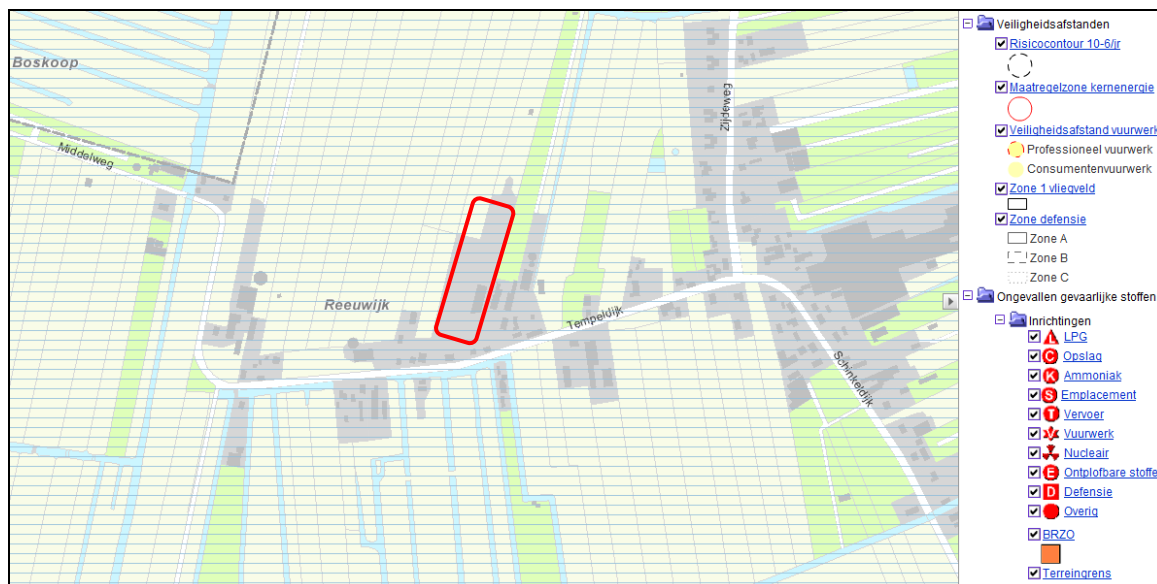 Boskoop
Middelweg
Zijdeweg
Reeuwijk
Tempeldijk
Schinkeldijk
Veiligheidsafstanden
Risicocontour 10-6/jr
Maatregelzone kernenergie
Veiligheidsafstand vuurwerk
Professioneel vuurwerk
Consumentenvuurwerk
Zone 1 vliegveld
Zone defensie
Zone A
Zone B
Zone C
Ongevallen gevaarlijke stoffen
Inrichtingen
LPG
C Opslag
K Ammoniak
S Emplacement
T Vervoer
Vuurwerk
Nucleair
E Ontplofbare stoffe
D Defensie
Overig
BRZO
Terreingrens